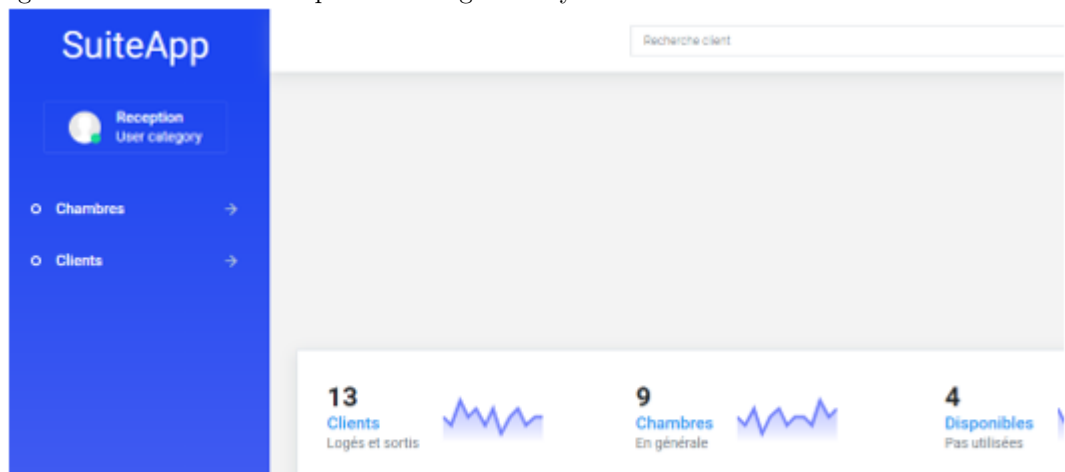 SuiteApp
Recherche client
Reception
User category
Chambres
Clients
13
Clients
Logés et sortis
9
Chambres
En générale
4
Disponibles
Pas utilisées